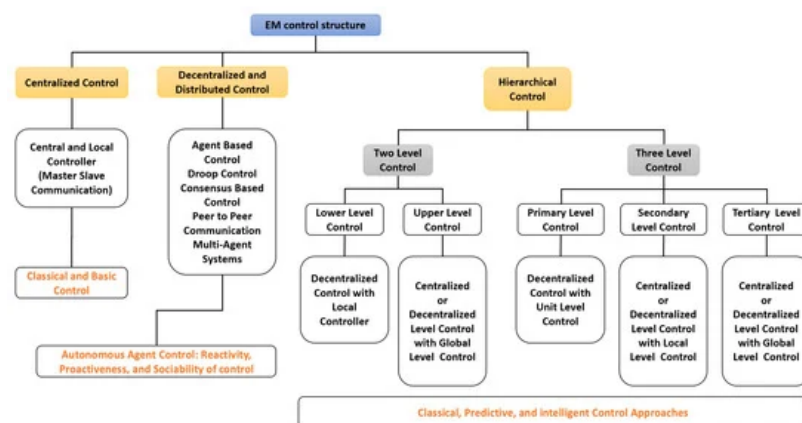 EM control structure
Centralized Control
Decentralized and
Distributed Control
Hierarchical
Control
Central and Local
Controller
(Master Slave
Communication)
Agent Based
Control
Droop Control
Consensus Based
Control
Peer to Peer
Communication
Multi-Agent
Systems
Two Level
Control
Three Level
Control
Lower Level
Control
Upper Level
Control
Primary Level
Control
Secondary
Level Control
Tertiary Level
Control
Classical and Basic
Control
Decentralized
Control with
Local
Controller
Centralized
or
Decentralized
Level Control
with Global
Level Control
Decentralized
Control with
Unit Level
Control
Centralized
or
Decentralized
Level Control
with Local
Level Control
Centralized
or
Decentralized
Level Control
with Global
Level Control
Autonomous Agent Control: Reactivity,
Proactiveness, and Sociability of control
Classical, Predictive, and intelligent Control Approaches